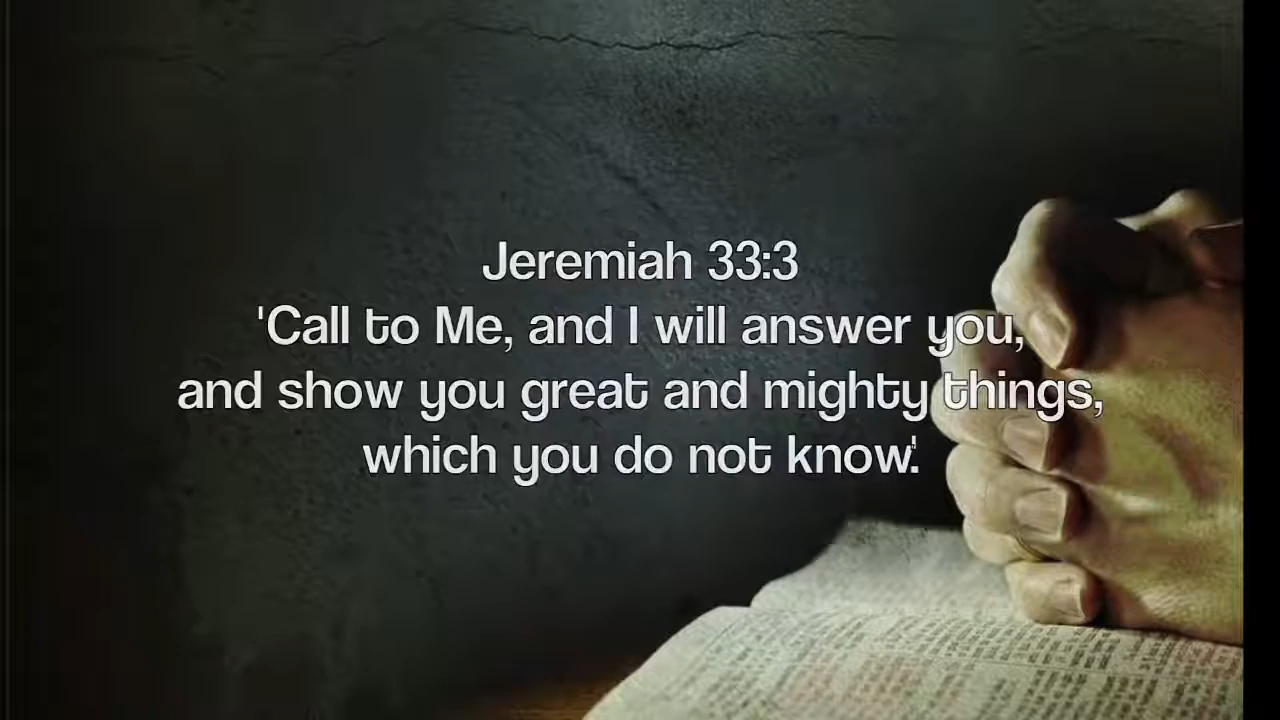 Jeremiah 33:3
'Call to Me, and I will answer you,
and show you great and mighty things,
which you do not know.'